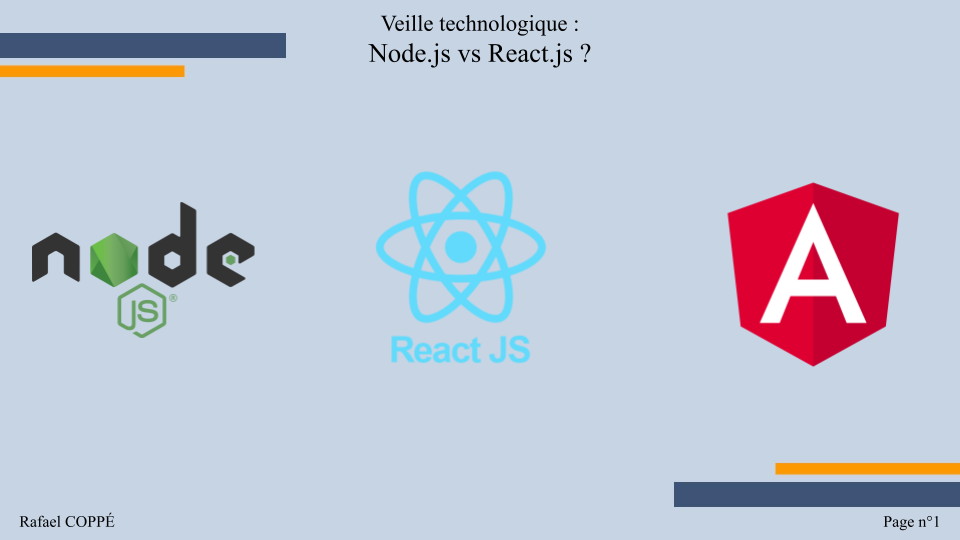 Veille technologique :
Node.js vs React.js ?
node
JS ®
React JS
A
Rafael COPPÉ
Page n°1